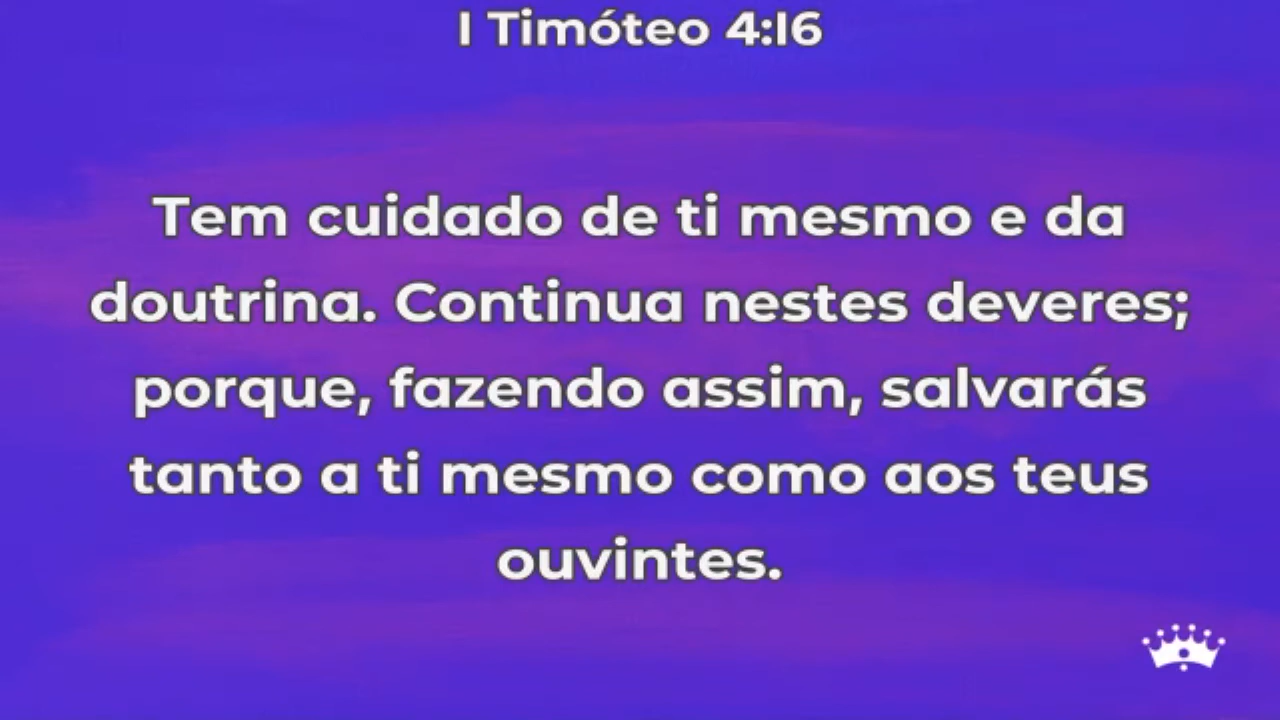 I Timóteo 4:16
Tem cuidado de ti mesmo e da
doutrina. Continua nestes deveres;
porque, fazendo assim, salvarás
tanto a ti mesmo como aos teus
ouvintes.